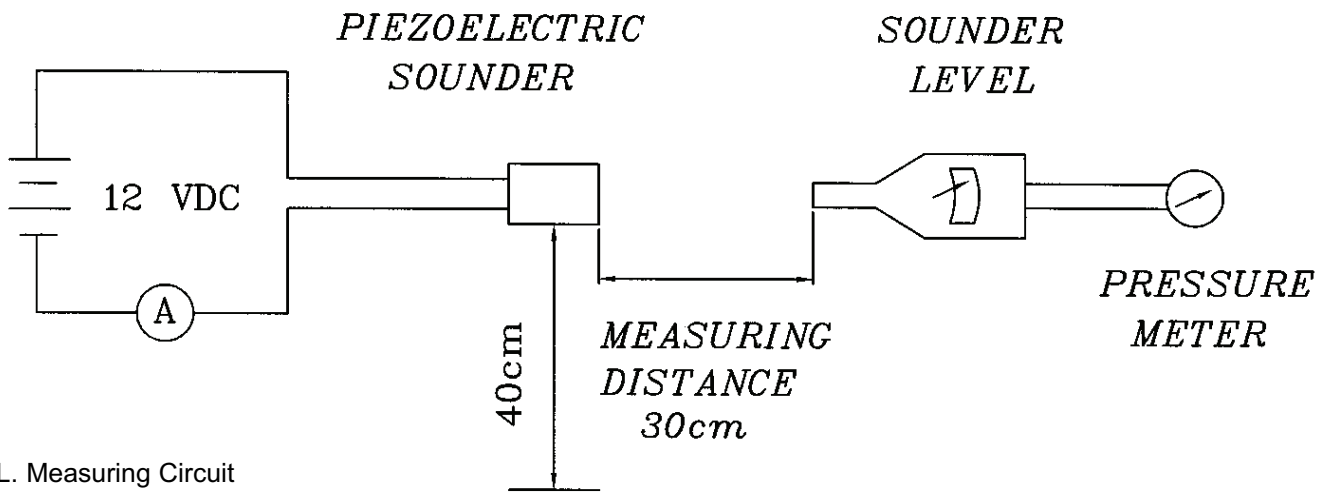 PIEZOELECTRIC
SOUNDER
SOUNDER
LEVEL
12 VDC
A
PRESSURE
METER
MEASURING
DISTANCE
30cm
40cm
L. Measuring Circuit